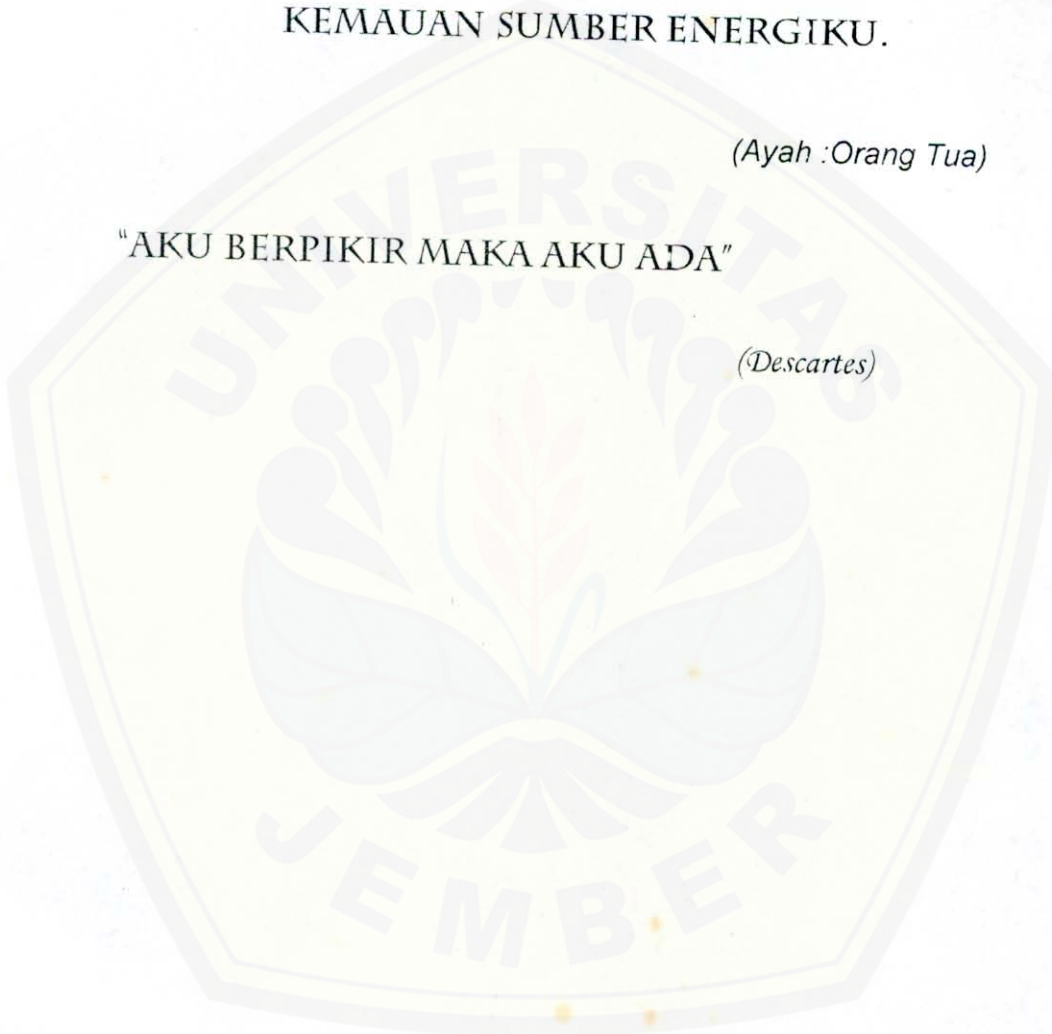 KEMAUAN SUMBER ENERGIKU.
(Ayah :Orang Tua)
"AKU BERPIKIR MAKA AKU ADA"
(Descartes)
UNIVERSITAS
JEMBER